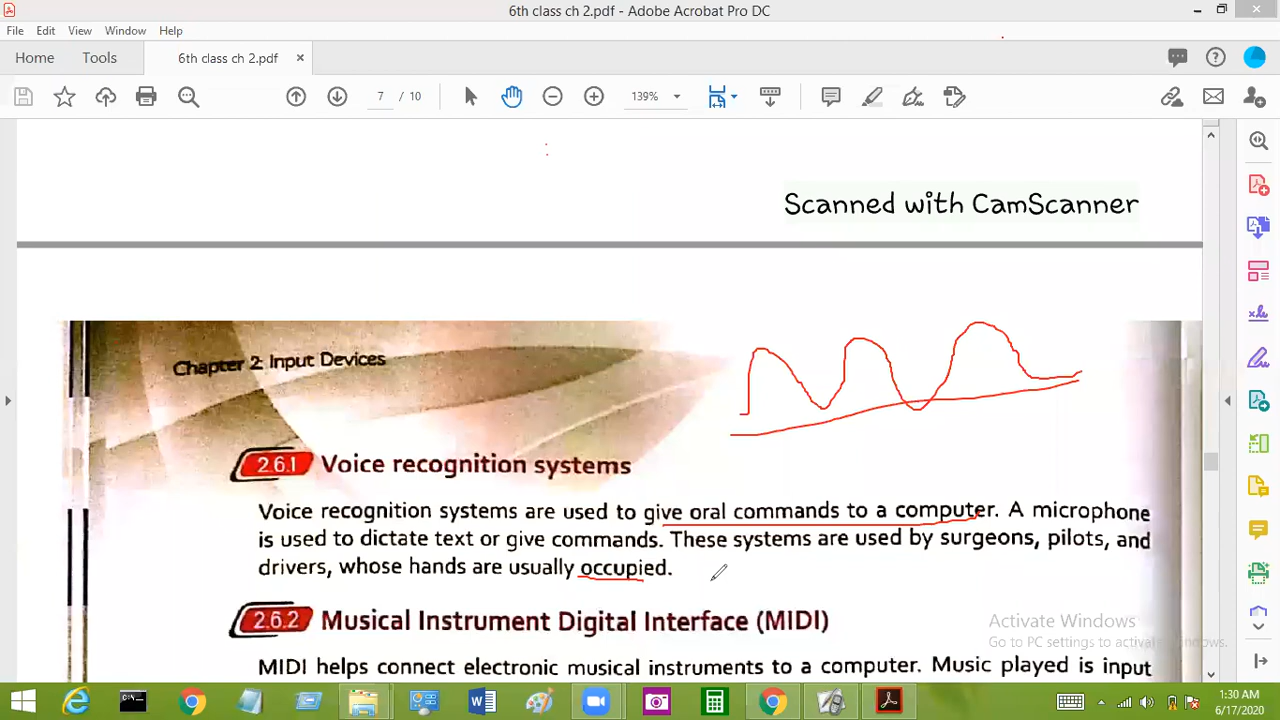 6th class ch 2.pdf - Adobe Acrobat Pro DC
File Edit View Window Help
Home Tools 6th class ch 2.pdf ×
7 / 10 139%
Scanned with CamScanner
Chapter 2: Input Devices
2.6.1 Voice recognition systems
Voice recognition systems are used to give oral commands to a computer. A microphone
is used to dictate text or give commands. These systems are used by surgeons, pilots, and
drivers, whose hands are usually occupied.
2.6.2 Musical Instrument Digital Interface (MIDI)
Activate Windows
Go to PC settings to activate Windows.
MIDI helps connect electronic musical instruments to a computer. Music played is input
1:30 AM
6/17/2020